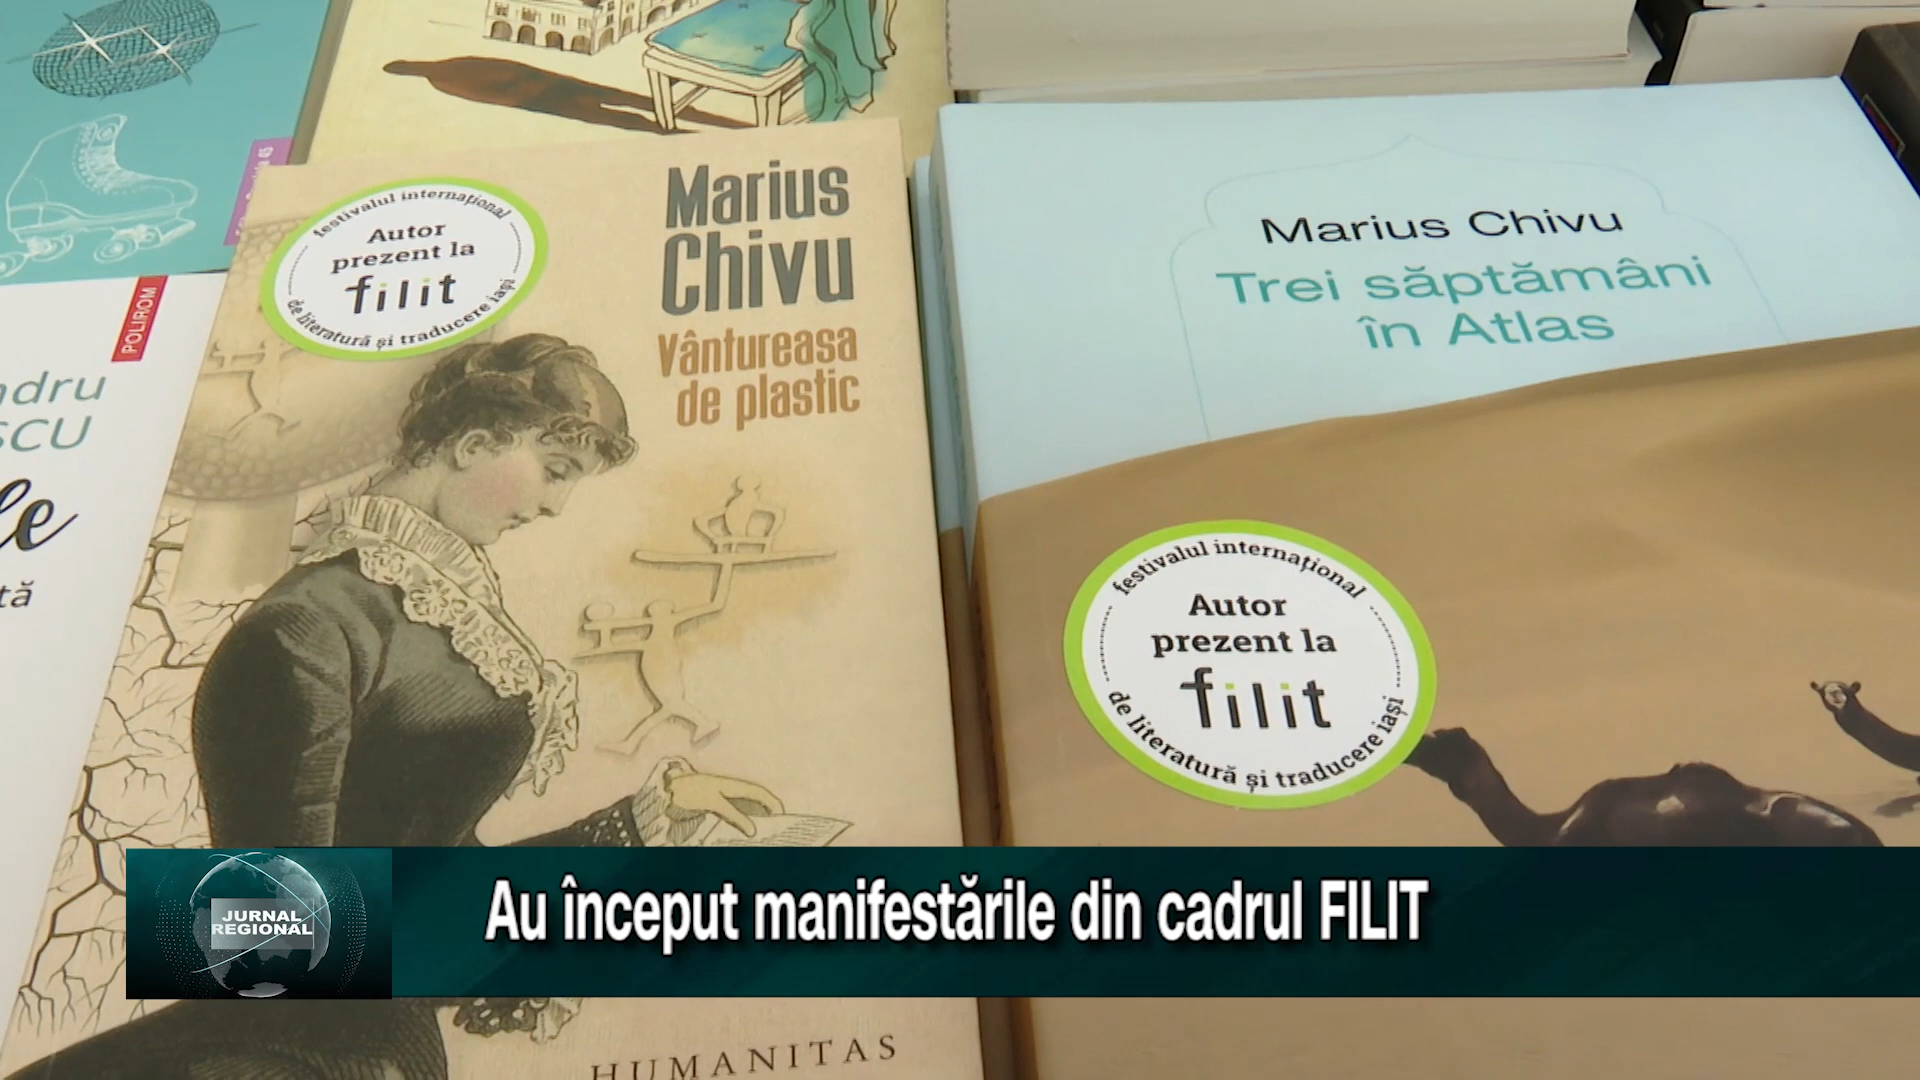 festivalul internațional
Autor
prezent la
filit
de literatură și traducere iași
Marius
Chivu
Vântureasa
de plastic
HUMANITAS
Marius Chivu
Trei săptămâni
în Atlas
festivalul internațional
Autor
prezent la
filit
de literatură și traducere iași
POLIROM
ndru
SCU
le
tă
45
JURNAL
REGIONAL
Au început manifestările din cadrul FILIT